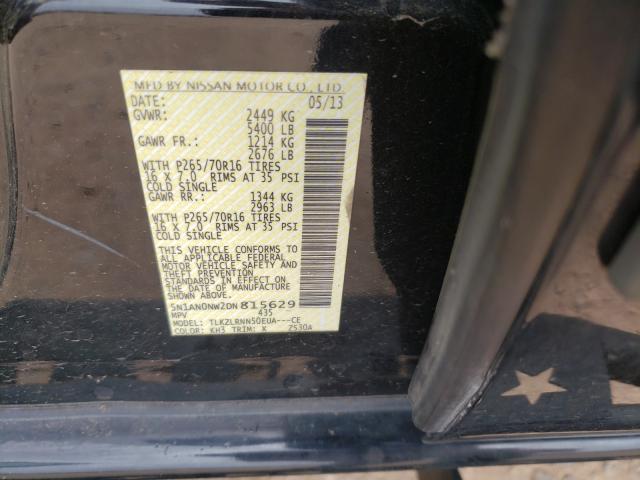 MFD BY NISSAN MOTOR CO., LTD.
DATE: 05/13
GVWR: 2449 KG
5400 LB
GAWR FR.: 1214 KG
2676 LB
WITH P265/70R16 TIRES
16 X 7.0 RIMS AT 35 PSI
COLD SINGLE
GAWR RR.: 1344 KG
2963 LB
WITH P265/70R16 TIRES
16 X 7.0 RIMS AT 35 PSI
COLD SINGLE
THIS VEHICLE CONFORMS TO
ALL APPLICABLE FEDERAL
MOTOR VEHICLE SAFETY AND
THEFT PREVENTION
STANDARDS IN EFFECT ON THE
DATE OF MANUFACTURE
SHOWN ABOVE.
5N1AN0NW2DN 815629
MPV 435
MODEL: TLKZLRNN50EUA---CE
COLOR: KH3 TRIM: K Z530A